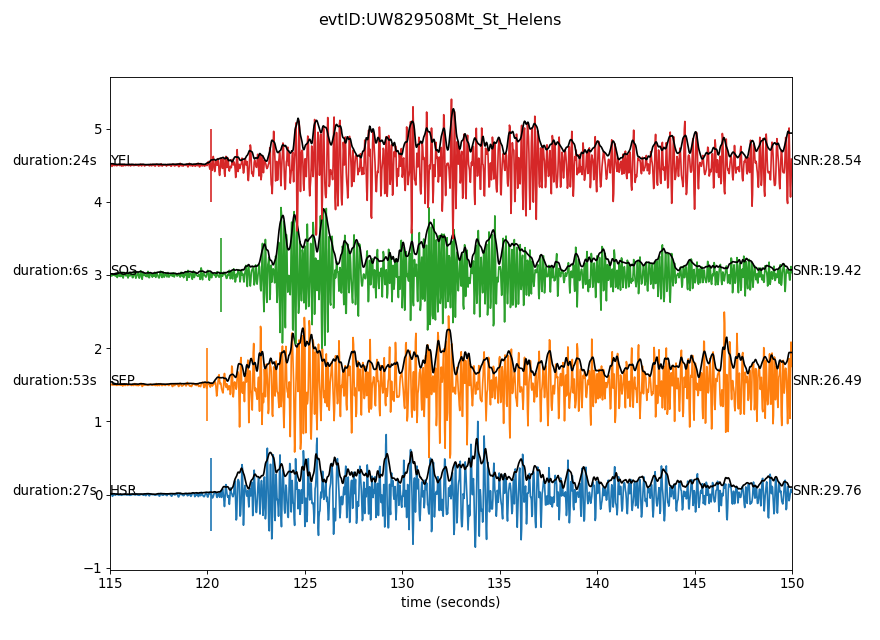 evtID:UW829508Mt_St_Helens
5
duration:24s YEL SNR:28.54
4
duration:6s 3 SOS SNR:19.42
2
duration:53s SEP SNR:26.49
1
duration:27s 0 HSR SNR:29.76
−1
115 120 125 130 135 140 145 150
time (seconds)